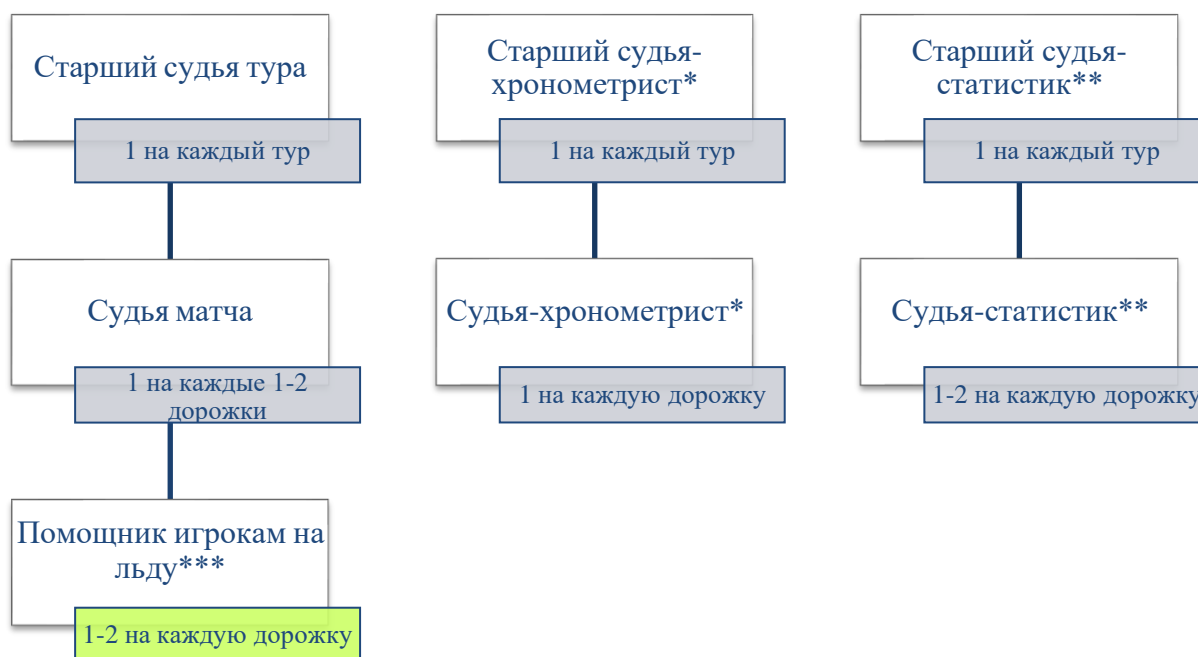 Старший судья тура
1 на каждый тур
Старший судья-
хронометрист*
1 на каждый тур
Старший судья-
статистик**
1 на каждый тур
Судья матча
1 на каждые 1-2
дорожки
Судья-хронометрист*
1 на каждую дорожку
Судья-статистик**
1-2 на каждую дорожку
Помощник игрокам на
льду***
1-2 на каждую дорожку